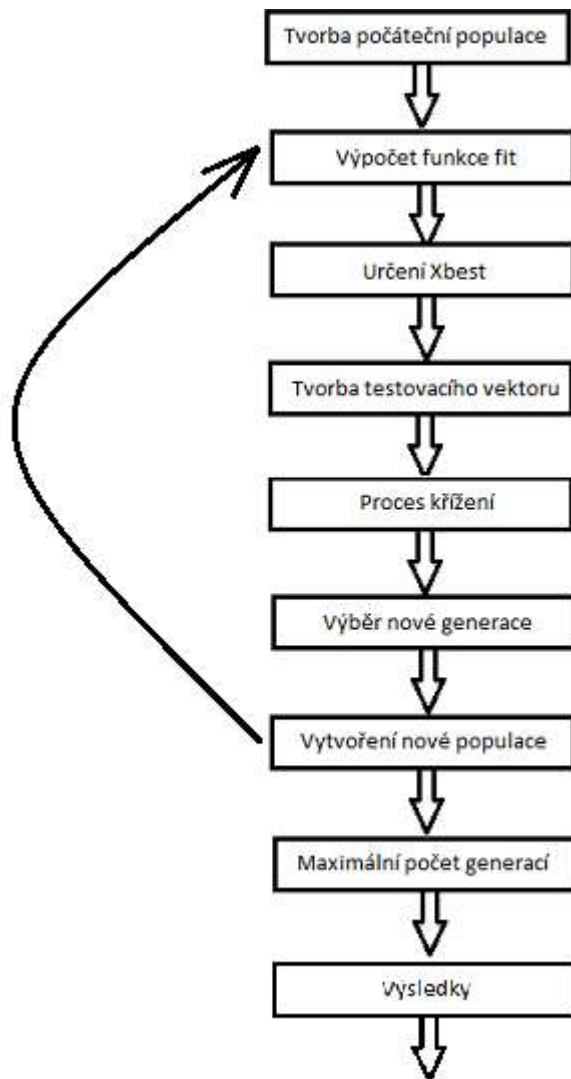 Tvorba počáteční populace
Výpočet funkce fit
Určení Xbest
Tvorba testovacího vektoru
Proces křížení
Výběr nové generace
Vytvoření nové populace
Maximální počet generací
Výsledky